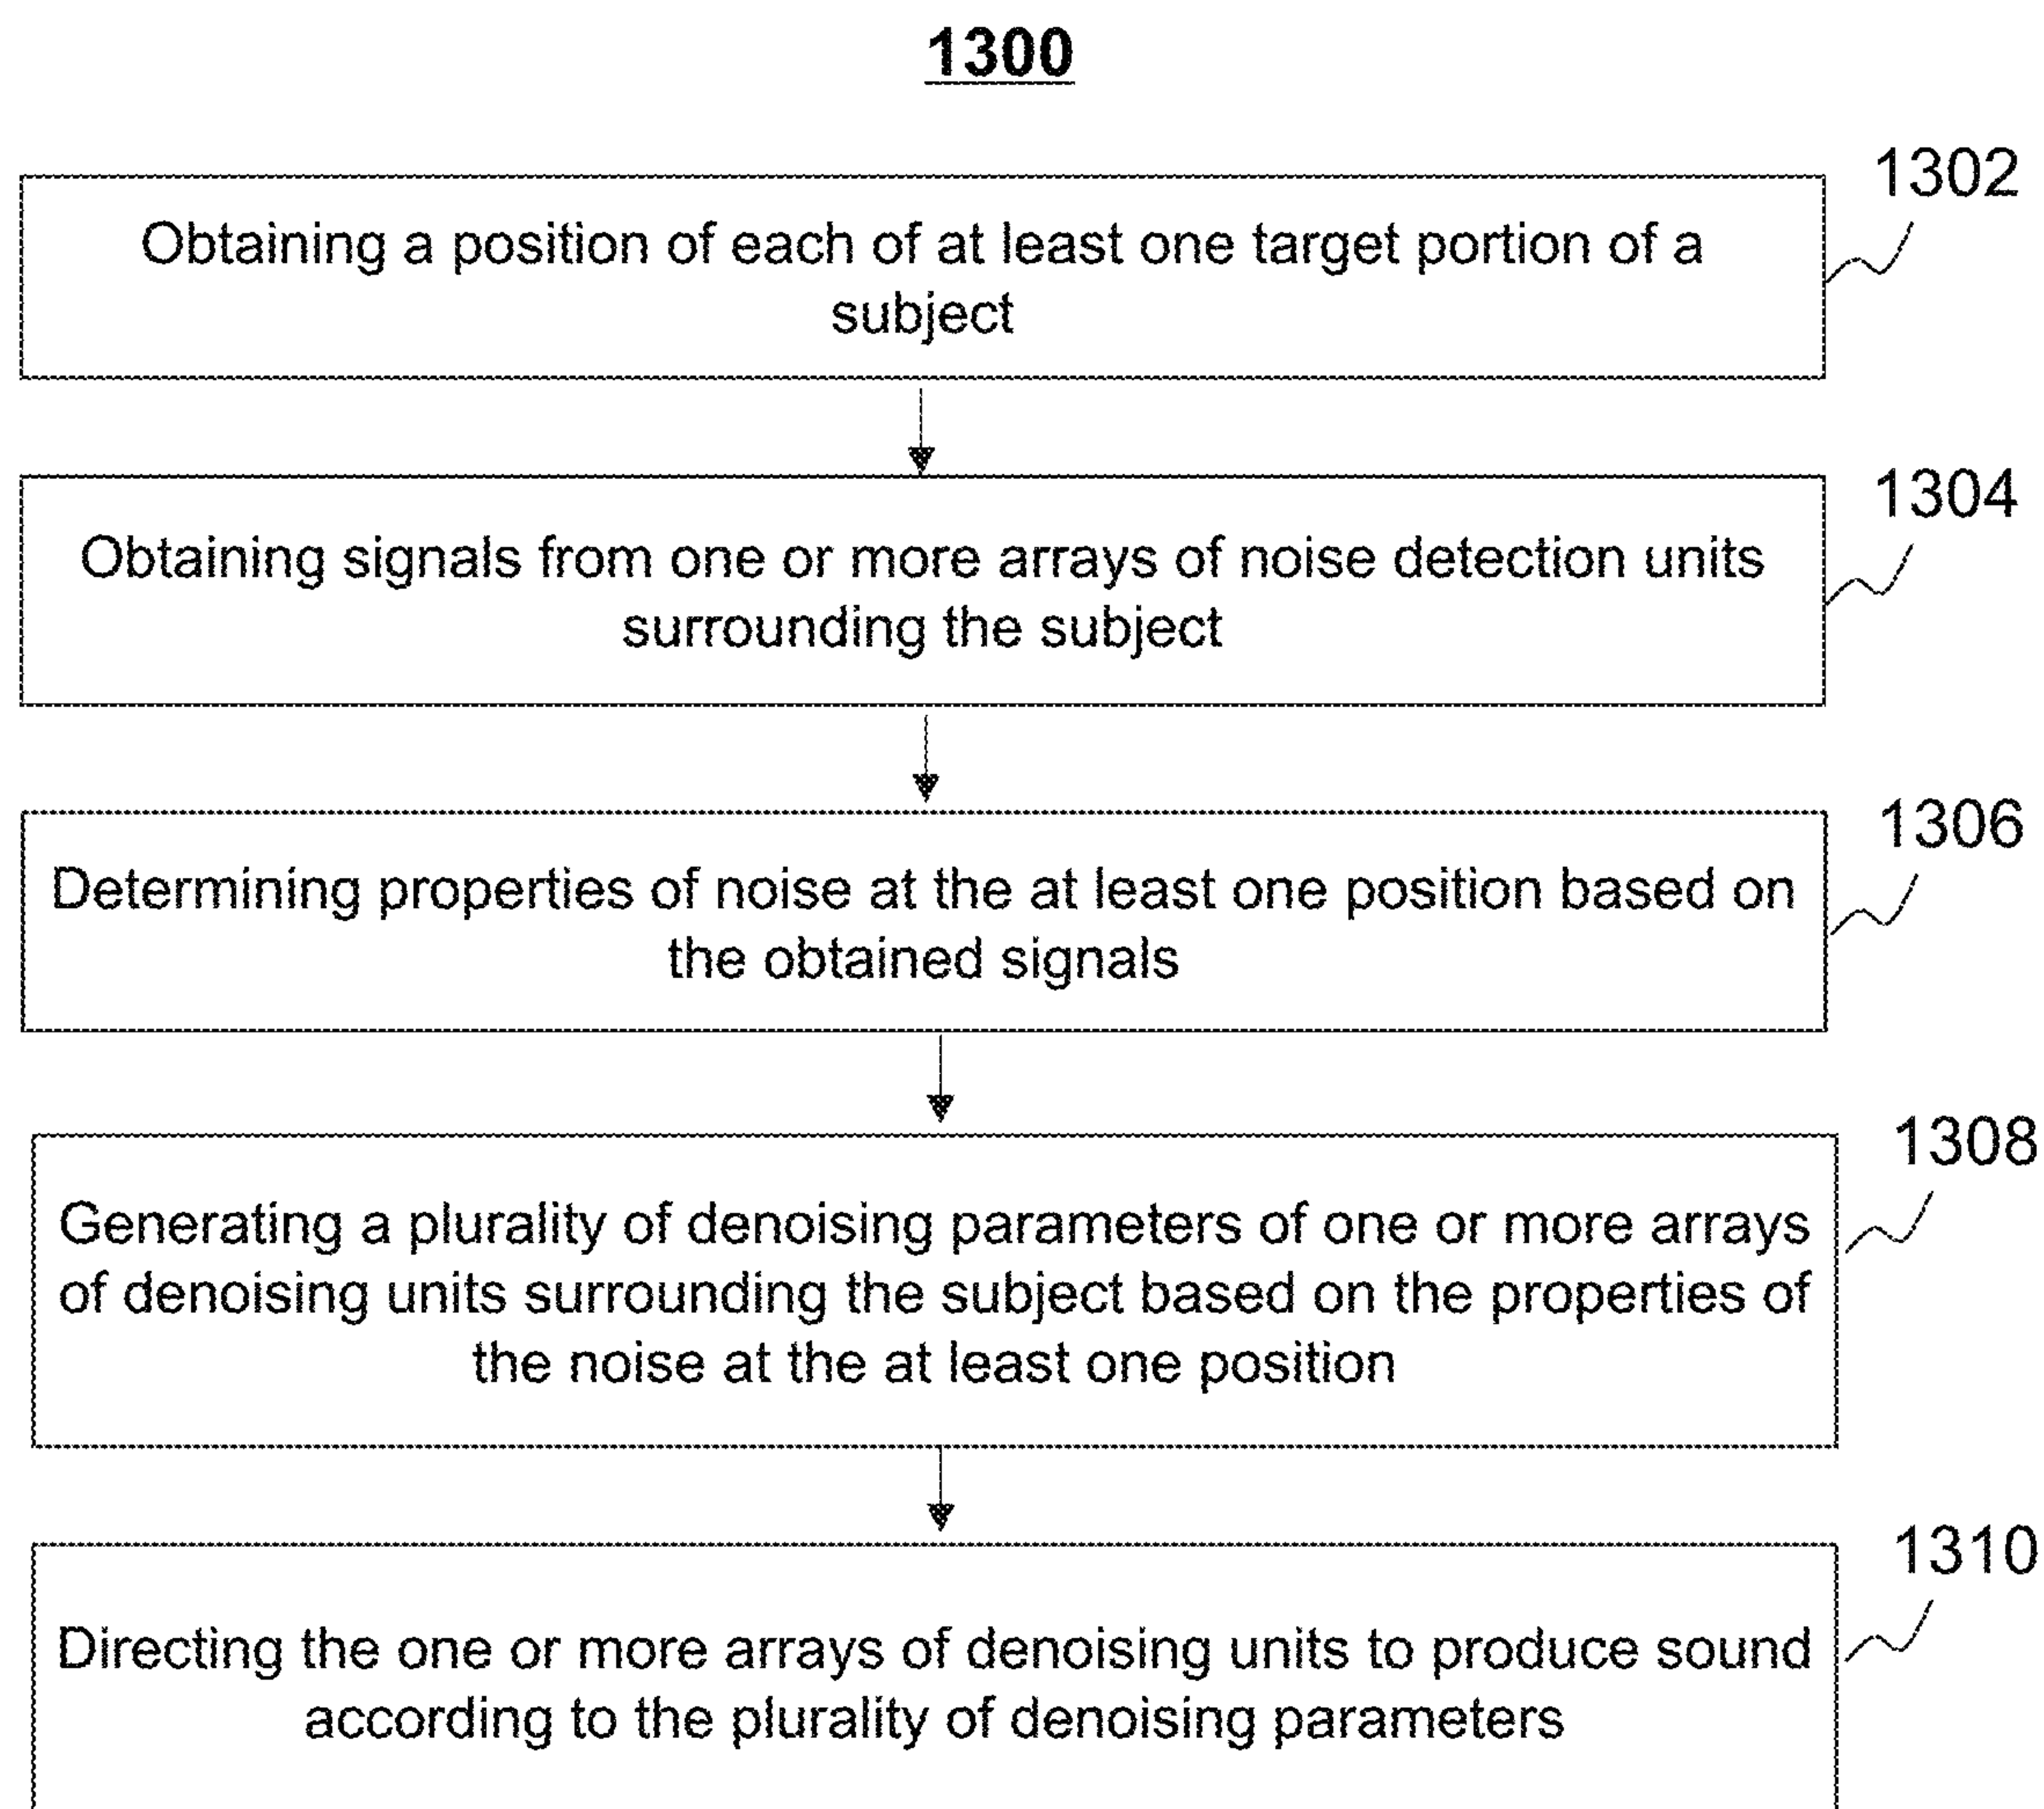 1300
1302
Obtaining a position of each of at least one target portion of a
subject
1304
Obtaining signals from one or more arrays of noise detection units
surrounding the subject
1306
Determining properties of noise at the at least one position based on
the obtained signals
1308
Generating a plurality of denoising parameters of one or more arrays
of denoising units surrounding the subject based on the properties of
the noise at the at least one position
1310
Directing the one or more arrays of denoising units to produce sound
according to the plurality of denoising parameters